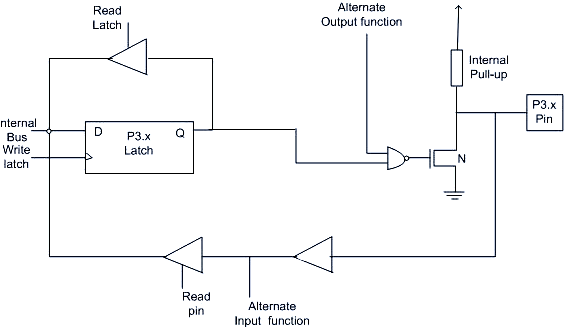 Read
Latch
Alternate
Output function
Internal
Pull-up
P3.x
Pin
nternal
Bus
Write
latch
D
P3.x
Latch
Q
N
Read
pin
Alternate
Input function